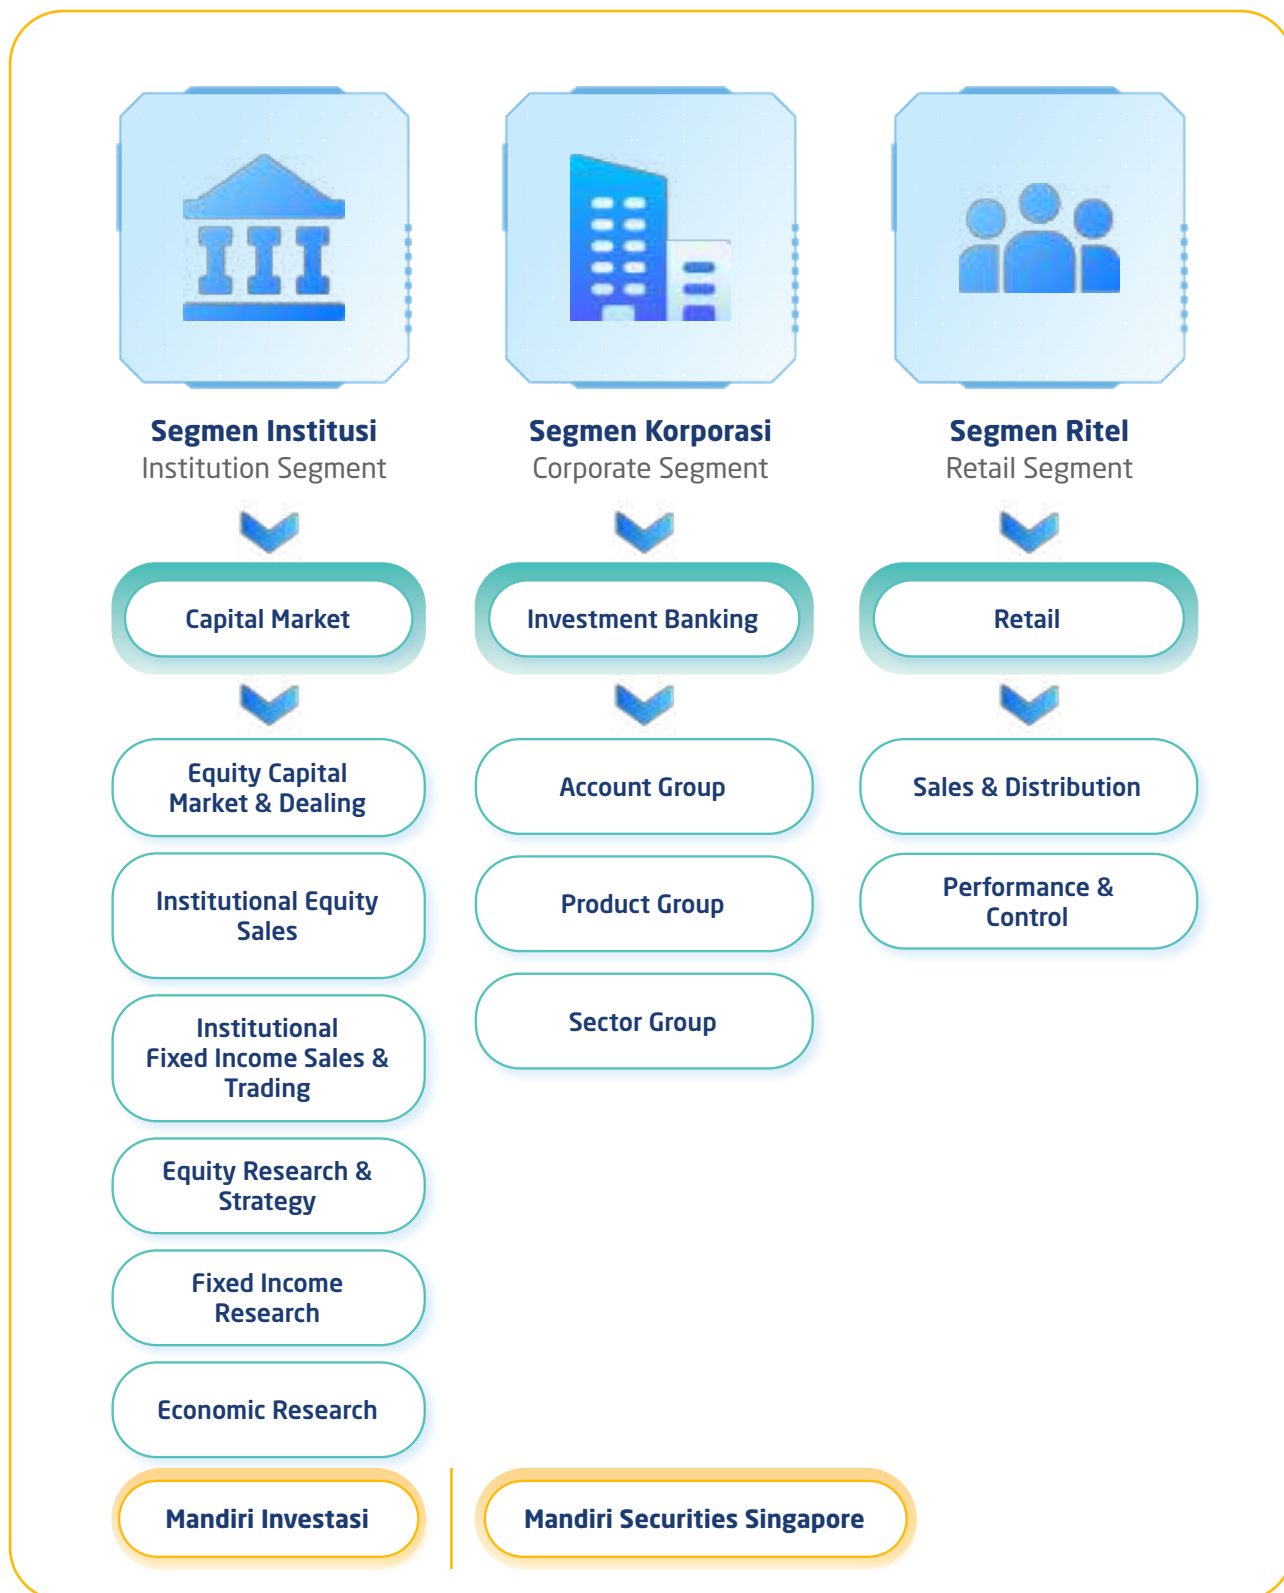 Segmen Institusi
Institution Segment
Capital Market
Equity Capital
Market & Dealing
Institutional Equity
Sales
Institutional
Fixed Income Sales &
Trading
Equity Research &
Strategy
Fixed Income
Research
Economic Research
Segmen Korporasi
Corporate Segment
Investment Banking
Account Group
Product Group
Sector Group
Segmen Ritel
Retail Segment
Retail
Sales & Distribution
Performance &
Control
Mandiri Investasi
Mandiri Securities Singapore